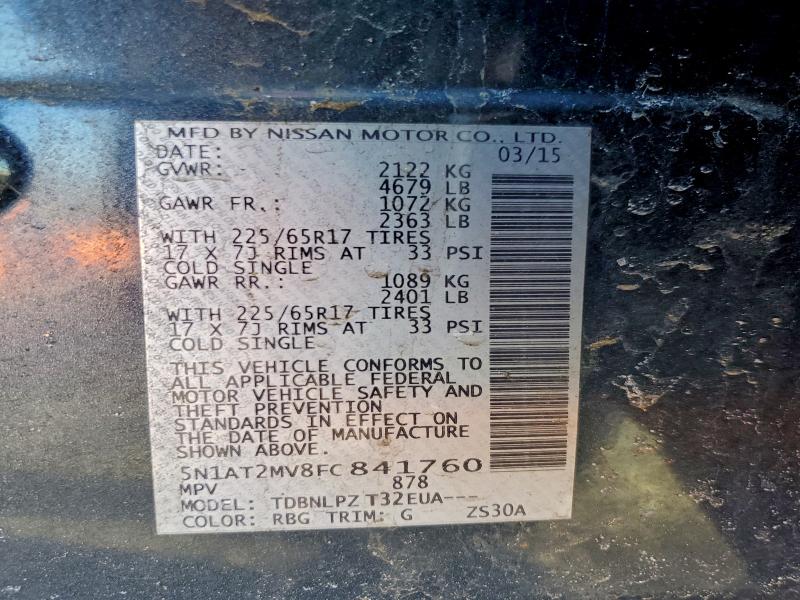 MFD BY NISSAN MOTOR CO., LTD.
DATE: 03/15
GVWR: 2122 KG
4679 LB
GAWR FR.: 1072 KG
2363 LB
WITH 225/65R17 TIRES
17 X 7J RIMS AT 33 PSI
COLD SINGLE
GAWR RR.: 1089 KG
2401 LB
WITH 225/65R17 TIRES
17 X 7J RIMS AT 33 PSI
COLD SINGLE
THIS VEHICLE CONFORMS TO
ALL APPLICABLE FEDERAL
MOTOR VEHICLE SAFETY AND
THEFT PREVENTION
STANDARDS IN EFFECT ON
THE DATE OF MANUFACTURE
SHOWN ABOVE.
5N1AT2MV8FC 841760
MPV 878
MODEL: TDBNLPZ T32EUA---
COLOR: RBG TRIM: G ZS30A